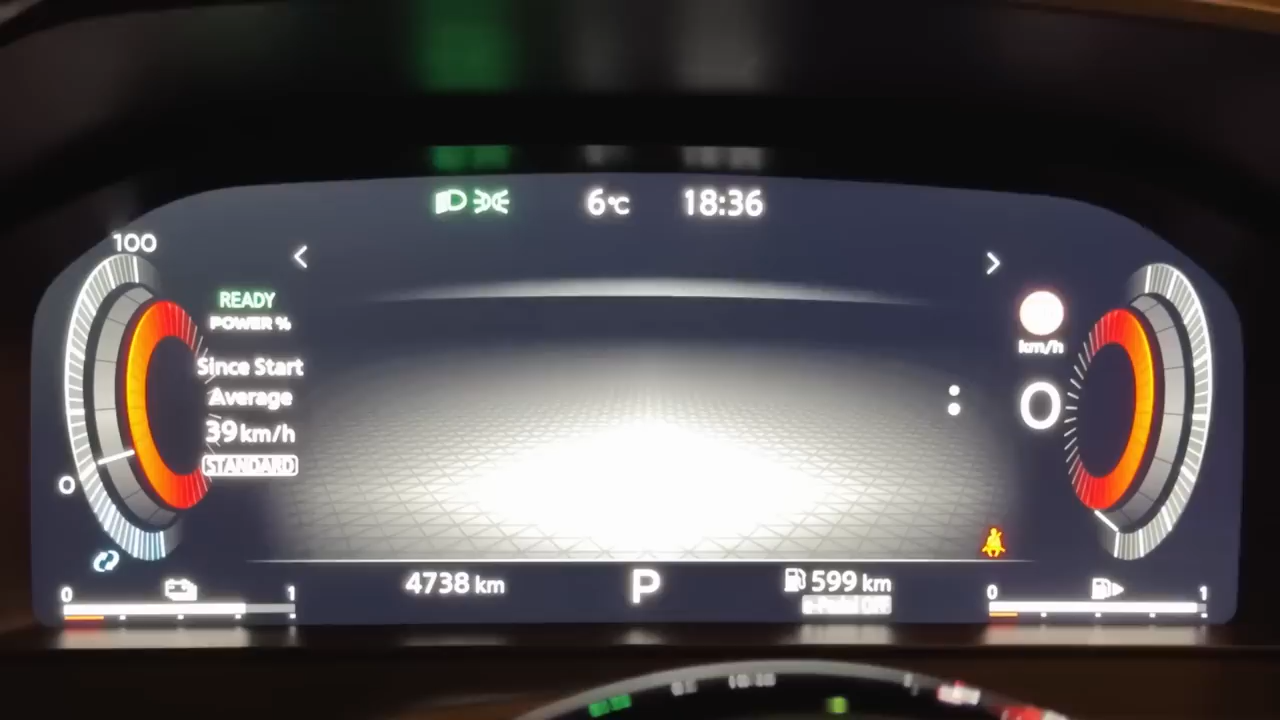 6°C 18:36
100
READY
POWER %
km/h
Since Start
Average
0
39 km/h
STANDARD
0
0 1
4738 km P 599 km
0 1
e-Pedal OFF